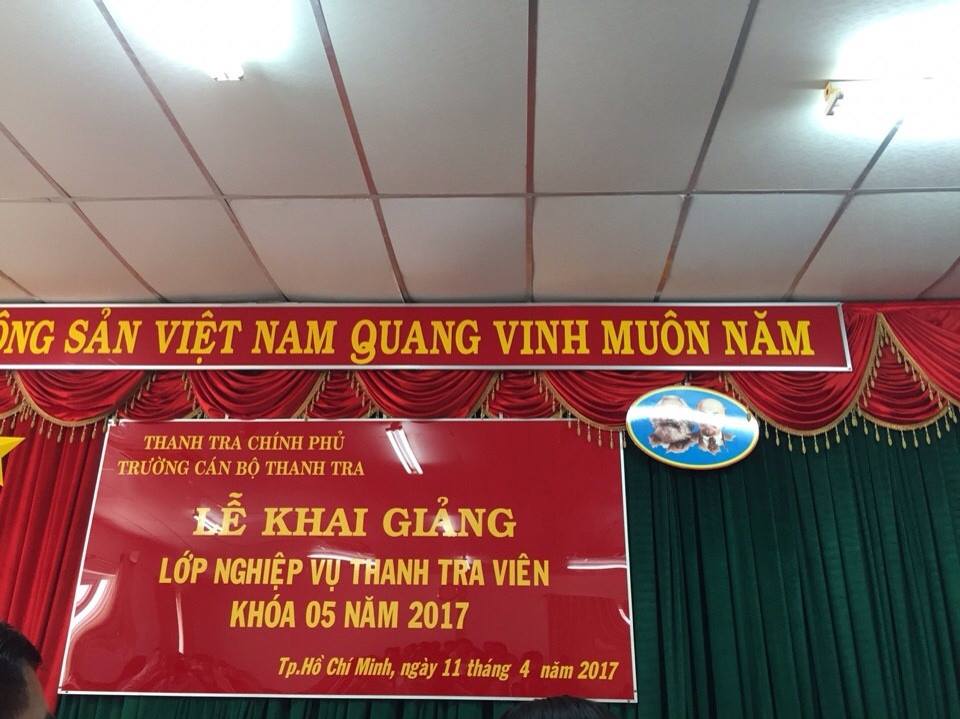 SẢN VIỆT NAM QUANG VINH MUÔN NĂM
THANH TRA CHÍNH PHỦ
TRƯỜNG CÁN BỘ THANH TRA
LỄ KHAI GIẢNG
LỚP NGHIỆP VỤ THANH TRA VIÊN
KHÓA 05 NĂM 2017
Tp.Hồ Chí Minh, ngày 11 tháng 4 năm 2017